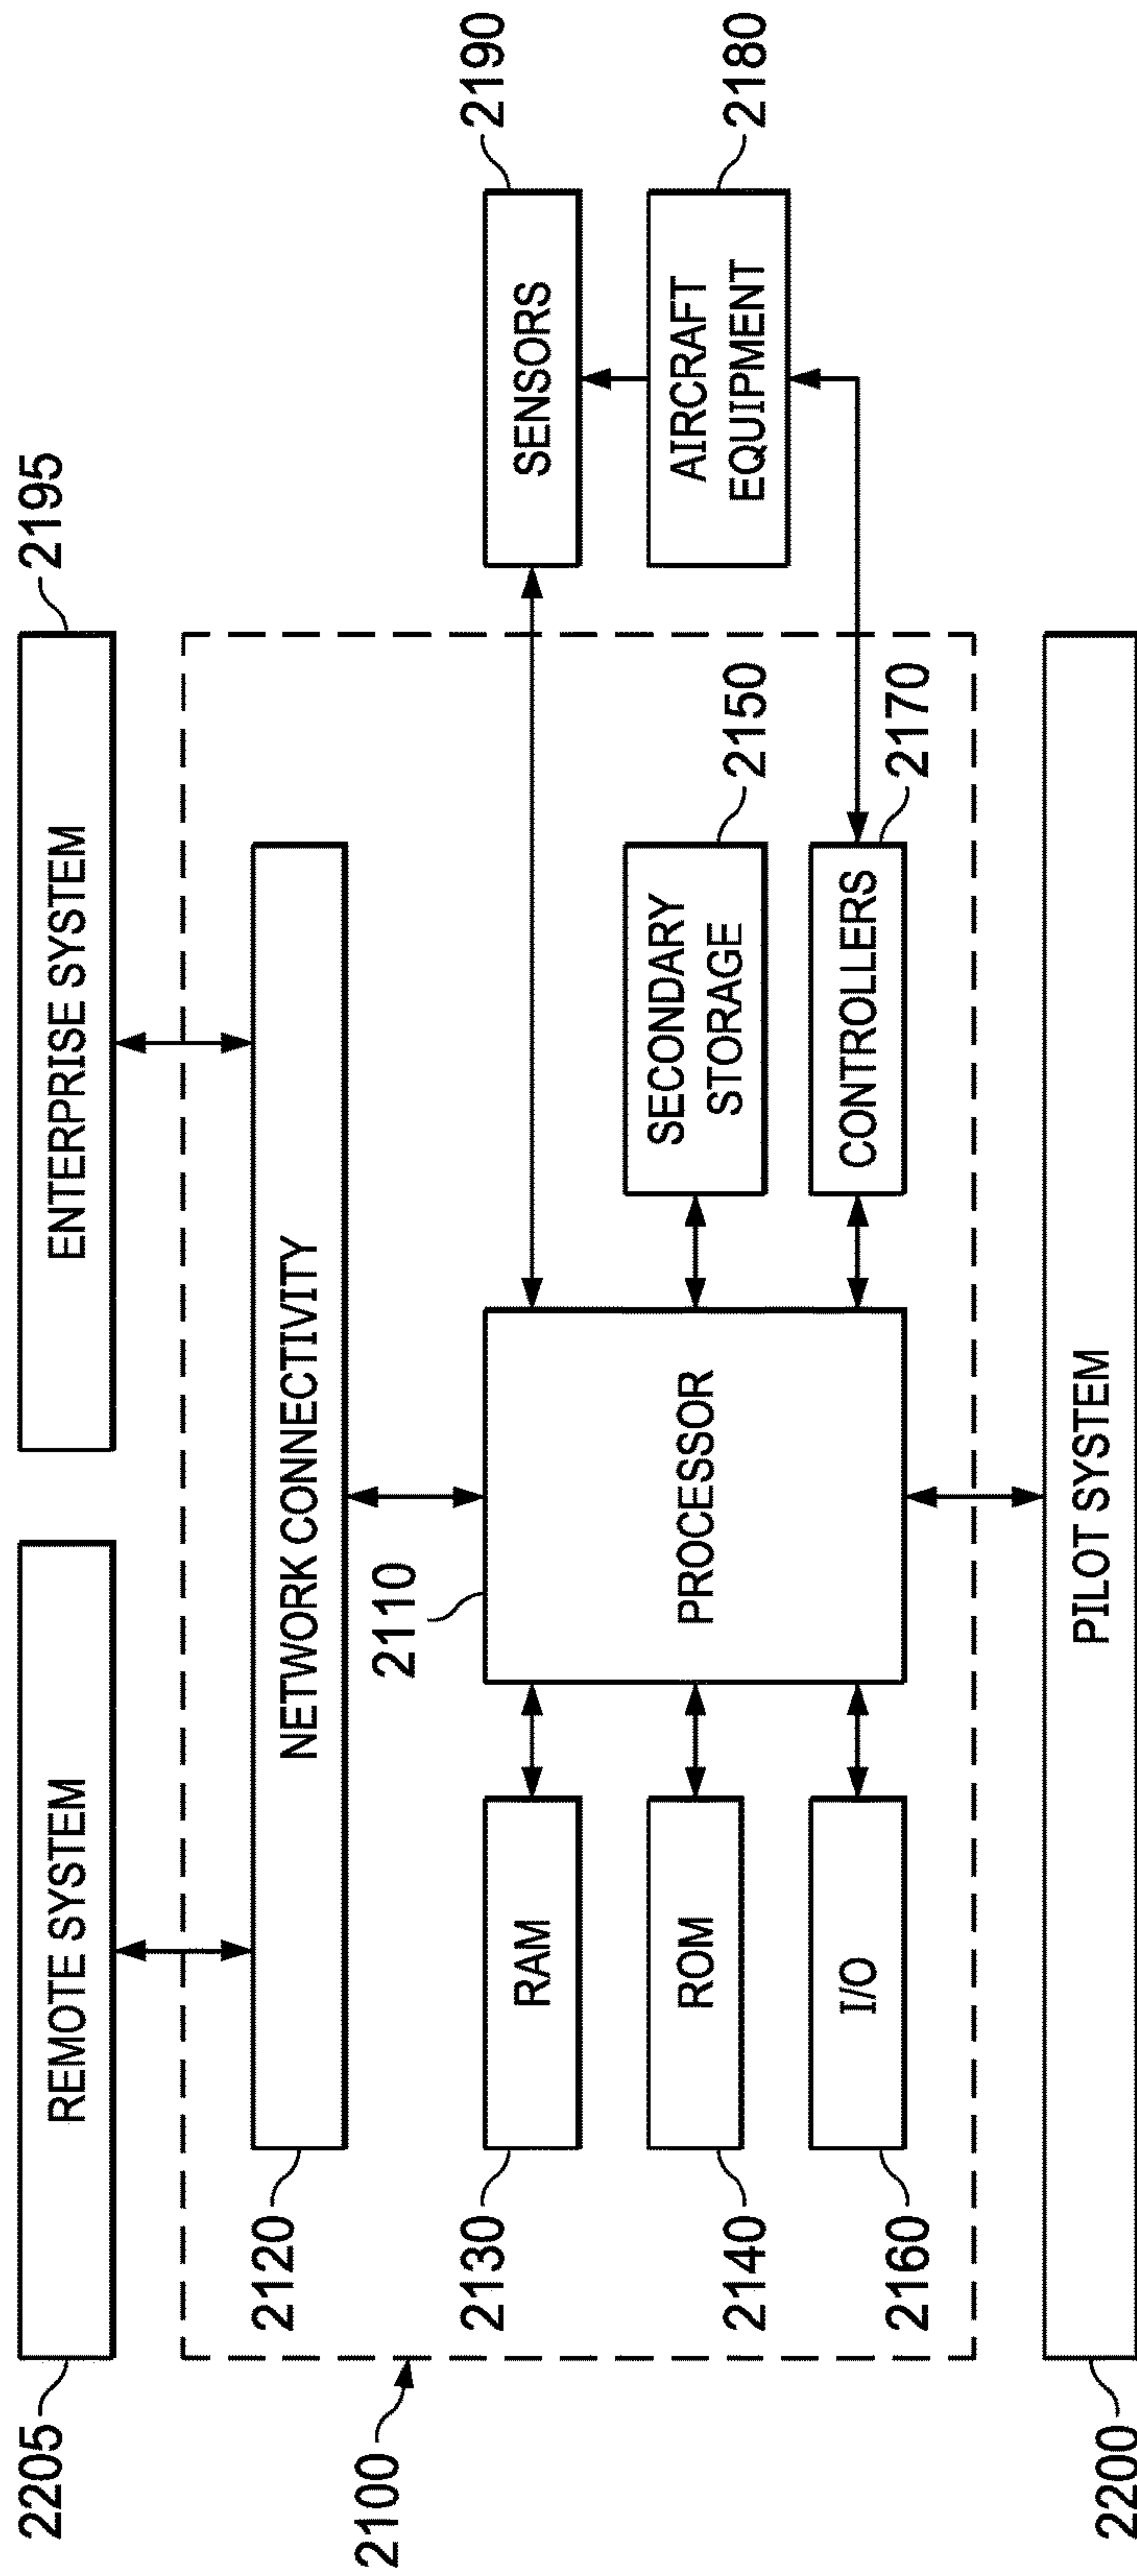 2205
REMOTE SYSTEM
ENTERPRISE SYSTEM
2195
2100
2120
NETWORK CONNECTIVITY
2110
2130
RAM
PROCESSOR
SENSORS
2190
2140
ROM
SECONDARY
STORAGE
2150
AIRCRAFT
EQUIPMENT
2180
2160
I/O
CONTROLLERS
2170
2200
PILOT SYSTEM